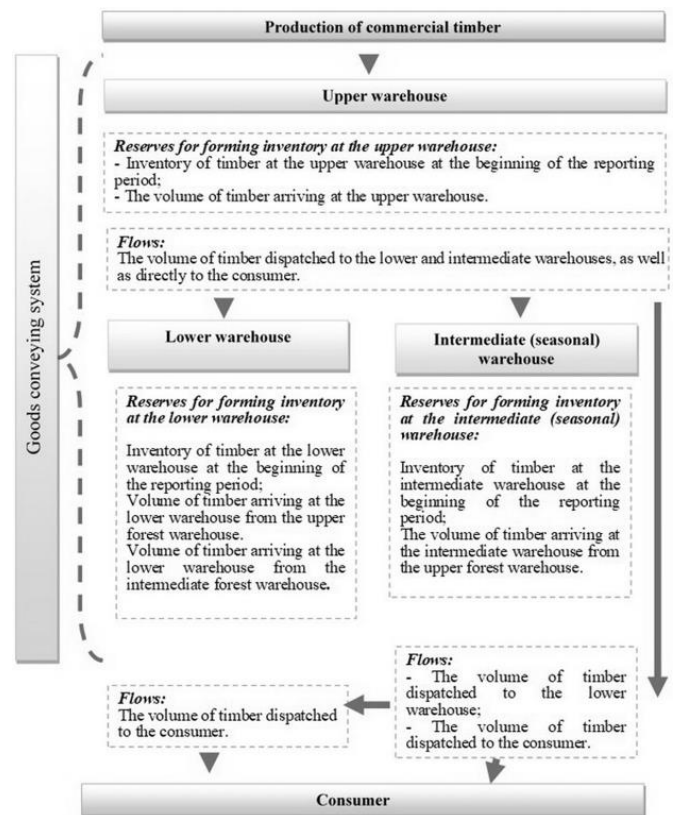 Production of commercial timber
Goods conveying system
Upper warehouse
Reserves for forming inventory at the upper warehouse:
- Inventory of timber at the upper warehouse at the beginning of the reporting
period;
- The volume of timber arriving at the upper warehouse.
Flows:
The volume of timber dispatched to the lower and intermediate warehouses, as well
as directly to the consumer.
Lower warehouse
Reserves for forming inventory
at the lower warehouse:
Inventory of timber at the lower
warehouse at the beginning of
the reporting period;
Volume of timber arriving at the
lower warehouse from the upper
forest warehouse.
Volume of timber arriving at the
lower warehouse from the
intermediate forest warehouse.
Intermediate (seasonal)
warehouse
Reserves for forming inventory
at the intermediate (seasonal)
warehouse:
Inventory of timber at the
intermediate warehouse at the
beginning of the reporting
period;
The volume of timber arriving at
the intermediate warehouse from
the upper forest warehouse.
Flows:
The volume of timber dispatched
to the consumer.
Flows:
- The volume of timber
dispatched to the lower
warehouse;
- The volume of timber
dispatched to the consumer.
Consumer